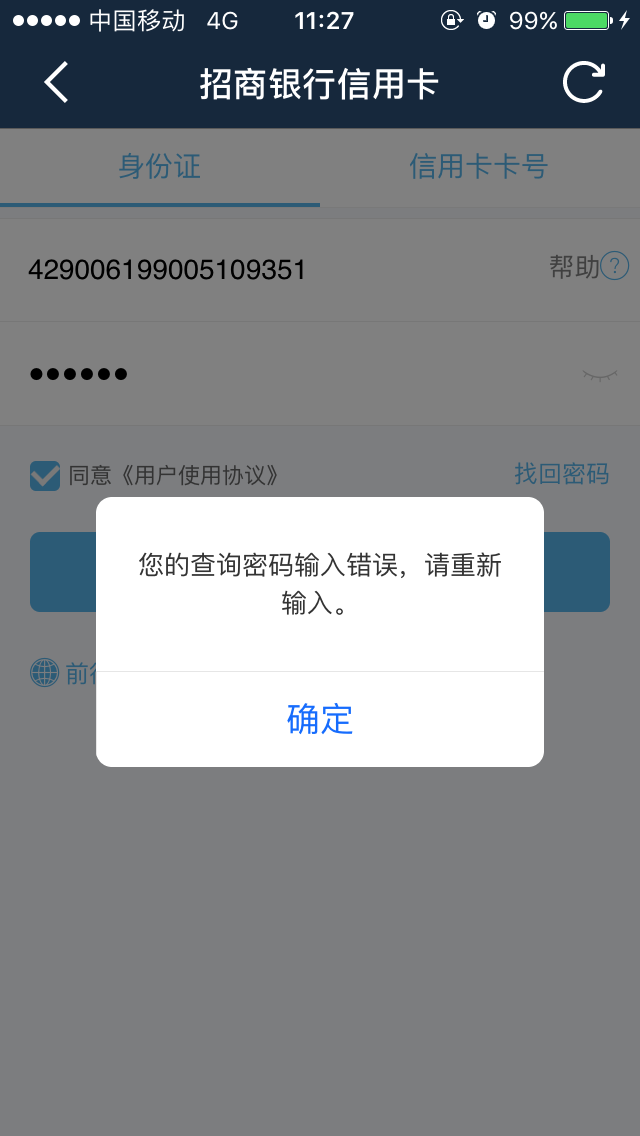 中国移动 4G 11:27 99%
招商银行信用卡
身份证 信用卡卡号
429006199005109351 帮助?
同意《用户使用协议》 找回密码
您的查询密码输入错误，请重新
输入。
前
确定